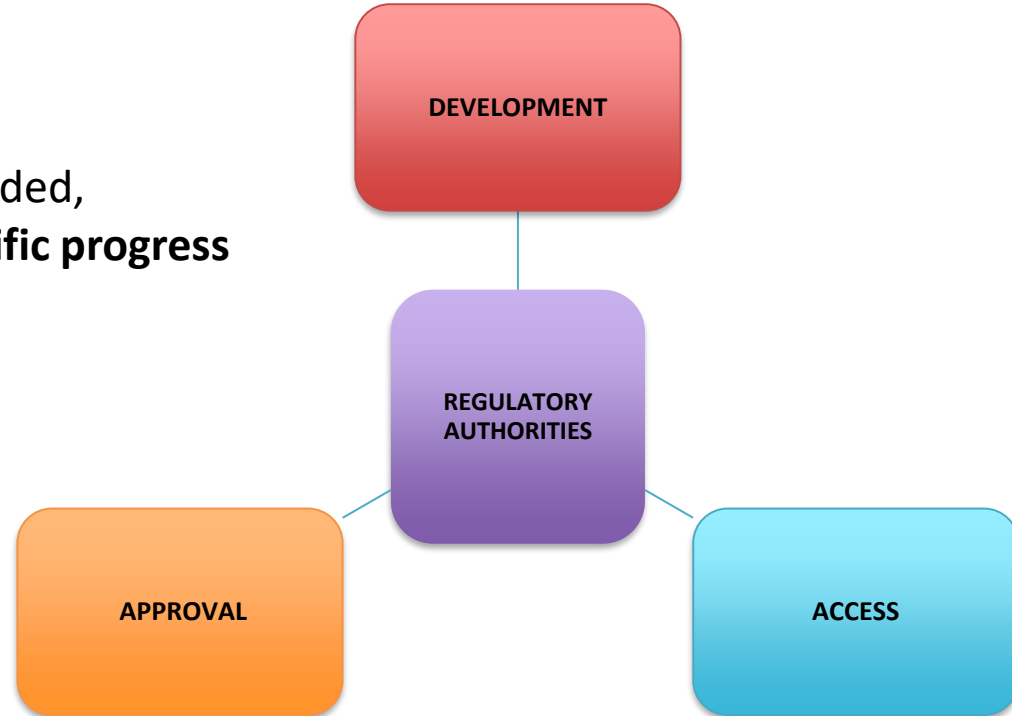 DEVELOPMENT
ded,
ific progress
REGULATORY
AUTHORITIES
APPROVAL
ACCESS